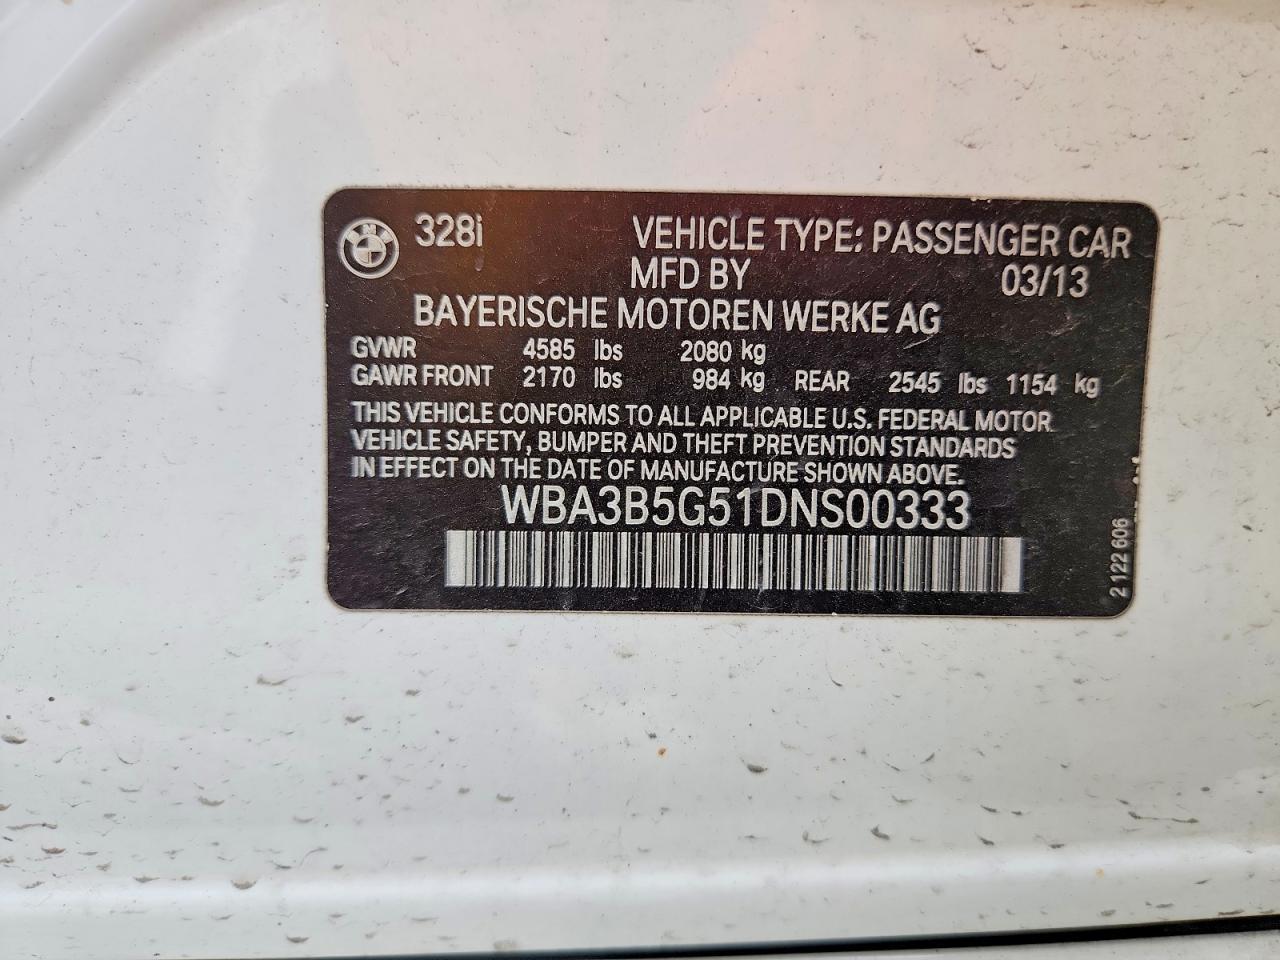 BMW 328i VEHICLE TYPE: PASSENGER CAR
MFD BY 03/13
BAYERISCHE MOTOREN WERKE AG
GVWR 4585 lbs 2080 kg
GAWR FRONT 2170 lbs 984 kg REAR 2545 lbs 1154 kg
THIS VEHICLE CONFORMS TO ALL APPLICABLE U.S. FEDERAL MOTOR
VEHICLE SAFETY, BUMPER AND THEFT PREVENTION STANDARDS
IN EFFECT ON THE DATE OF MANUFACTURE SHOWN ABOVE.
WBA3B5G51DNS00333
2 122 606